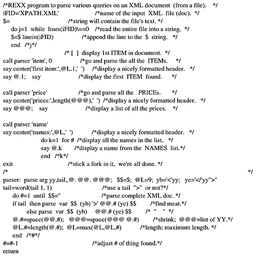 /*REXX program to parse various queries on an XML document (from a file). */
iFID='XPATH.XML' /*name of the input XML file (doc). */
$= /*string will contain the file's text. */
do j=1 while lines(iFID)\==0 /*read the entire file into a string. */
$=$ linein(iFID) /*append the line to the $ string. */
end /*j*/
/* [ ] display 1st ITEM in document. */
call parser 'item', 0 /*go and parse the all the ITEMs. */
say center('first item:',@L.1,' ') /*display a nicely formatted header. */
say @.1; say /*display the first ITEM found. */

call parser 'price' /*go and parse all the PRICEs. */
say center('prices:',length(@@@),' ') /*display a nicely formatted header. */
say @@@; say /*display a list of all the prices. */

call parser 'name'
say center('names:',@L,' ') /*display a nicely formatted header. */
do k=1 for # /*display all the names in the list. */
say @.k /*display a name from the NAMES list.*/
end /*k*/
exit /*stick a fork in it, we're all done. */
/*
*/
parser: parse arg yy,tail,,@. @@. @@@; $$=$; @L=9; yb='<'yy; ye='</'yy'>'
tail=word(tail 1, 1) /*use a tail ">" or not?*/
do #=1 until $$='' /*parse complete XML doc. */
if tail then parse var $$ (yb) '>' @@.# (ye) $$ /*find meat.*/
else parse var $$ (yb) @@.# (ye) $$ /* " " */
@.#=space(@@.#); @@@=space(@@@ @.#) /*shrink; @@@=list of YY.*/
@L.#=length(@.#); @L=max(@L,@L.#) /*length; maximum length. */
end /*#*/
#=#-1 /*adjust # of thing found.*/
return